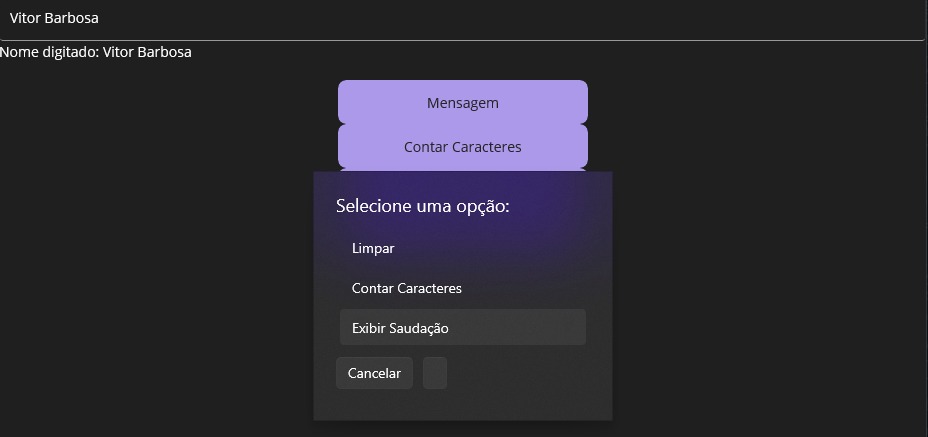 Vitor Barbosa
Nome digitado: Vitor Barbosa
Mensagem
Contar Caracteres
Selecione uma opção:
Limpar
Contar Caracteres
Exibir Saudação
Cancelar